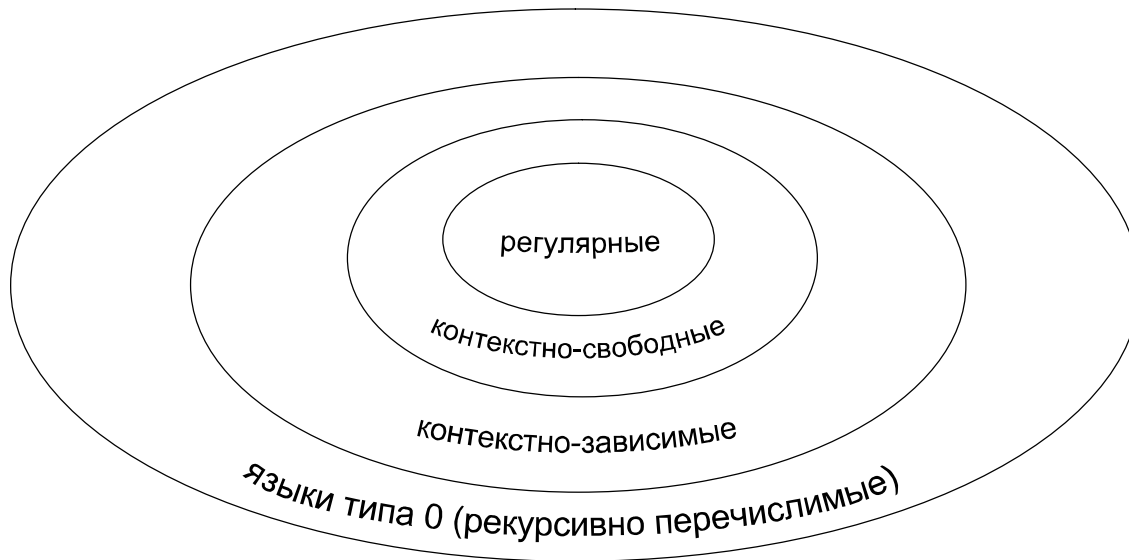 регулярные
контекстно-свободные
контекстно-зависимые
языки типа 0 (рекурсивно перечислимые)